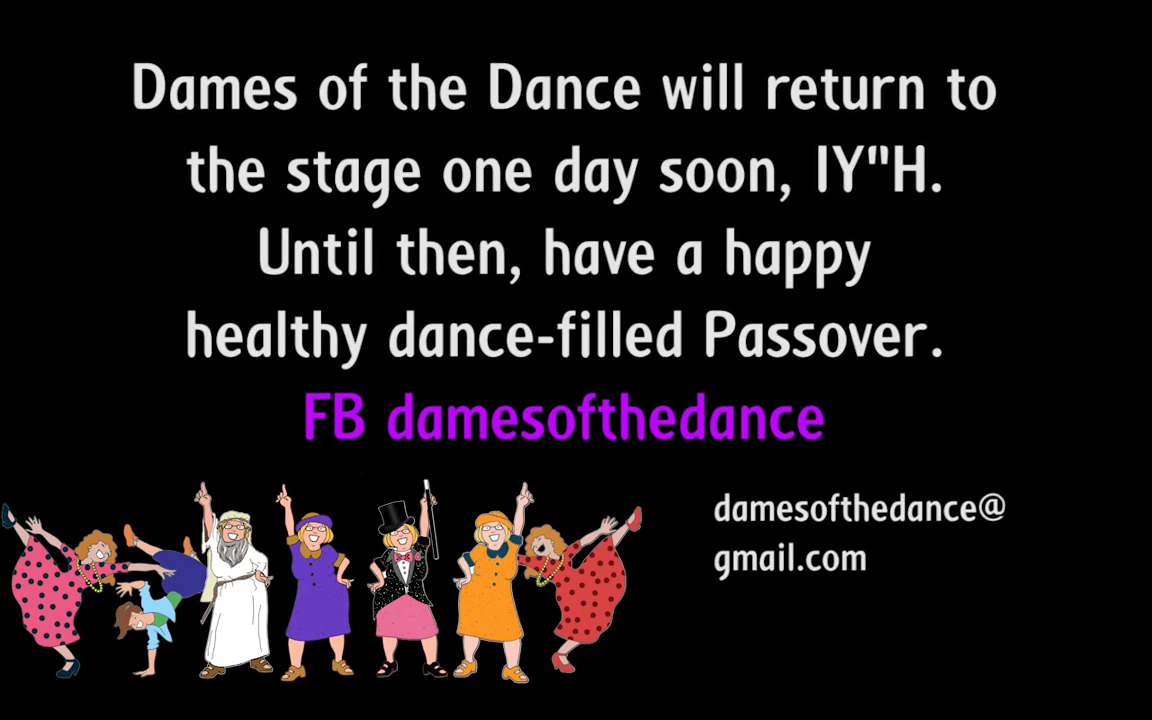 Dames of the Dance will return to
the stage one day soon, IY"H.
Until then, have a happy
healthy dance-filled Passover.
FB damesofthedance
damesofthedance@
gmail.com